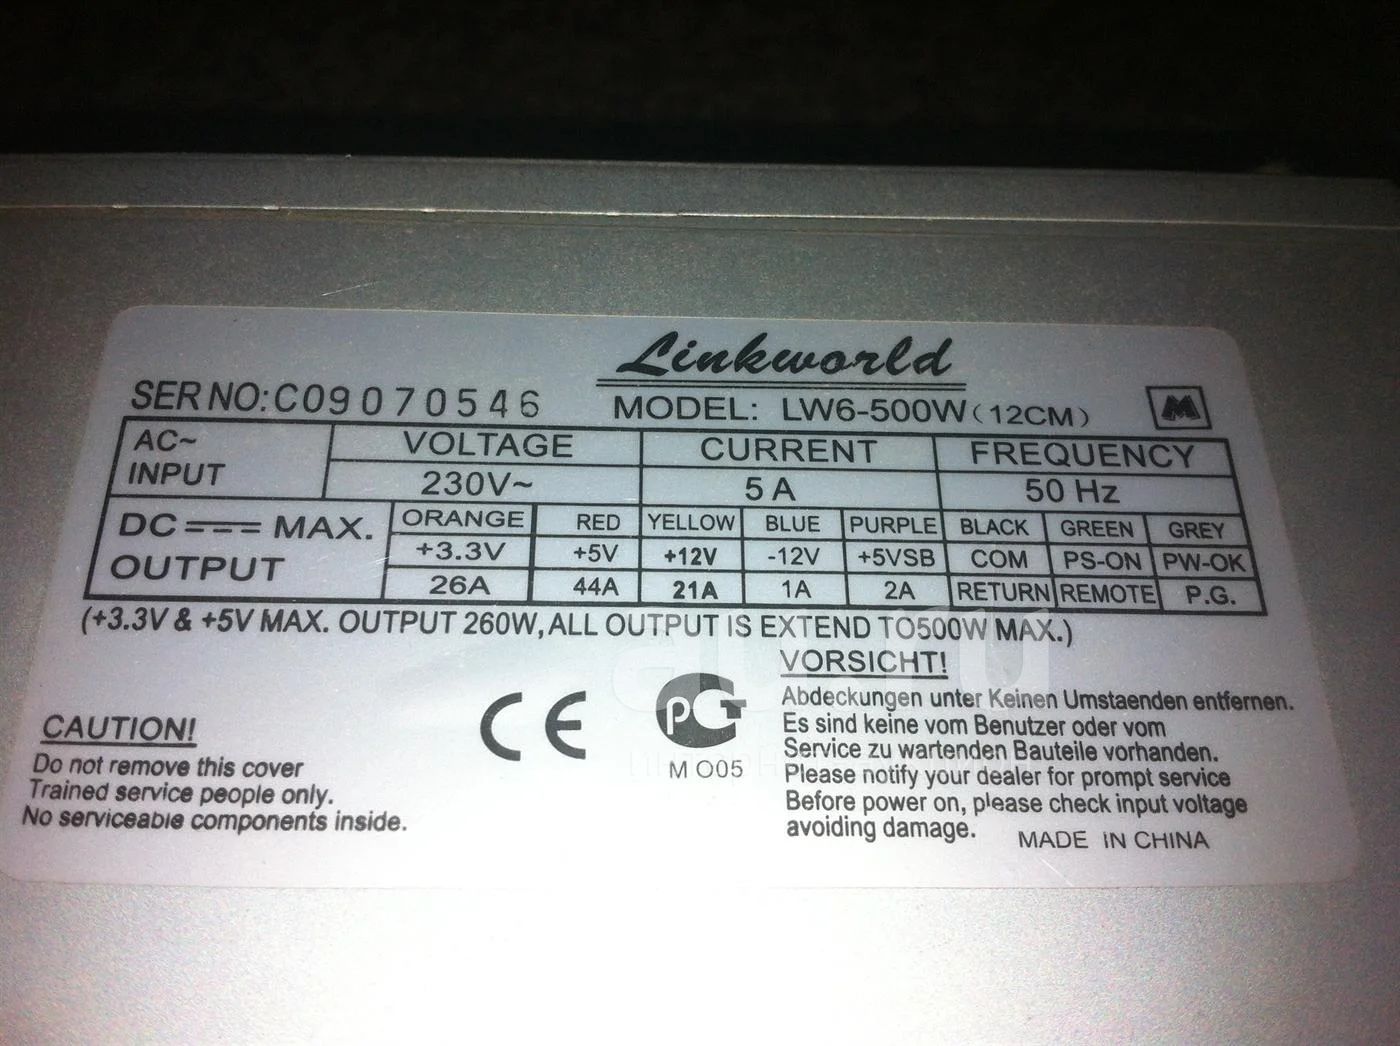 Linkworld
SER NO: C09070546 MODEL: LW6-500W (12CM) M
AC~ INPUT VOLTAGE CURRENT FREQUENCY
230V~ 5 A 50 Hz
DC MAX. OUTPUT ORANGE RED YELLOW BLUE PURPLE BLACK GREEN GREY
+3.3V +5V +12V -12V +5VSB COM PS-ON PW-OK
26A 44A 21A 1A 2A RETURN REMOTE P.G.
(+3.3V & +5V MAX. OUTPUT 260W, ALL OUTPUT IS EXTEND TO500W MAX.)
CAUTION!
Do not remove this cover
Trained service people only.
No serviceable components inside.
CE
PG
M O05
VORSICHT!
Abdeckungen unter Keinen Umstaenden entfernen.
Es sind keine vom Benutzer oder vom
Service zu wartenden Bauteile vorhanden.
Please notify your dealer for prompt service
Before power on, please check input voltage
avoiding damage. MADE IN CHINA